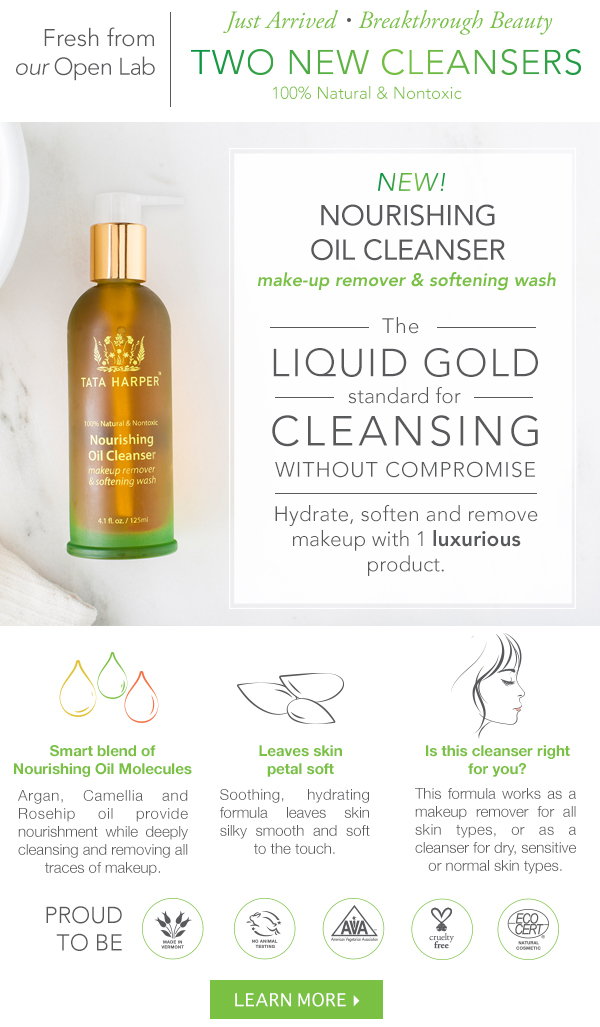 Fresh from
our Open Lab
Just Arrived • Breakthrough Beauty
TWO NEW CLEANSERS
100% Natural & Nontoxic
NEW!
NOURISHING
OIL CLEANSER
make-up remover & softening wash
The
LIQUID GOLD
standard for
CLEANSING
WITHOUT COMPROMISE
Hydrate, soften and remove
makeup with 1 luxurious
product.
TATA HARPER™
100% Natural & Nontoxic
Nourishing
Oil Cleanser
makeup remover
& softening wash
4.1 fl. oz. / 125ml
Smart blend of
Nourishing Oil Molecules
Argan, Camellia and
Rosehip oil provide
nourishment while deeply
cleansing and removing all
traces of makeup.
Leaves skin
petal soft
Soothing, hydrating
formula leaves skin
silky smooth and soft
to the touch.
Is this cleanser right
for you?
This formula works as a
makeup remover for all
skin types, or as a
cleanser for dry, sensitive
or normal skin types.
PROUD
TO BE
MADE IN
VERMONT
NO ANIMAL
TESTING
AVA
American Vegetarian Association
cruelty
free
ECO
CERT®
NATURAL
COSMETIC
LEARN MORE